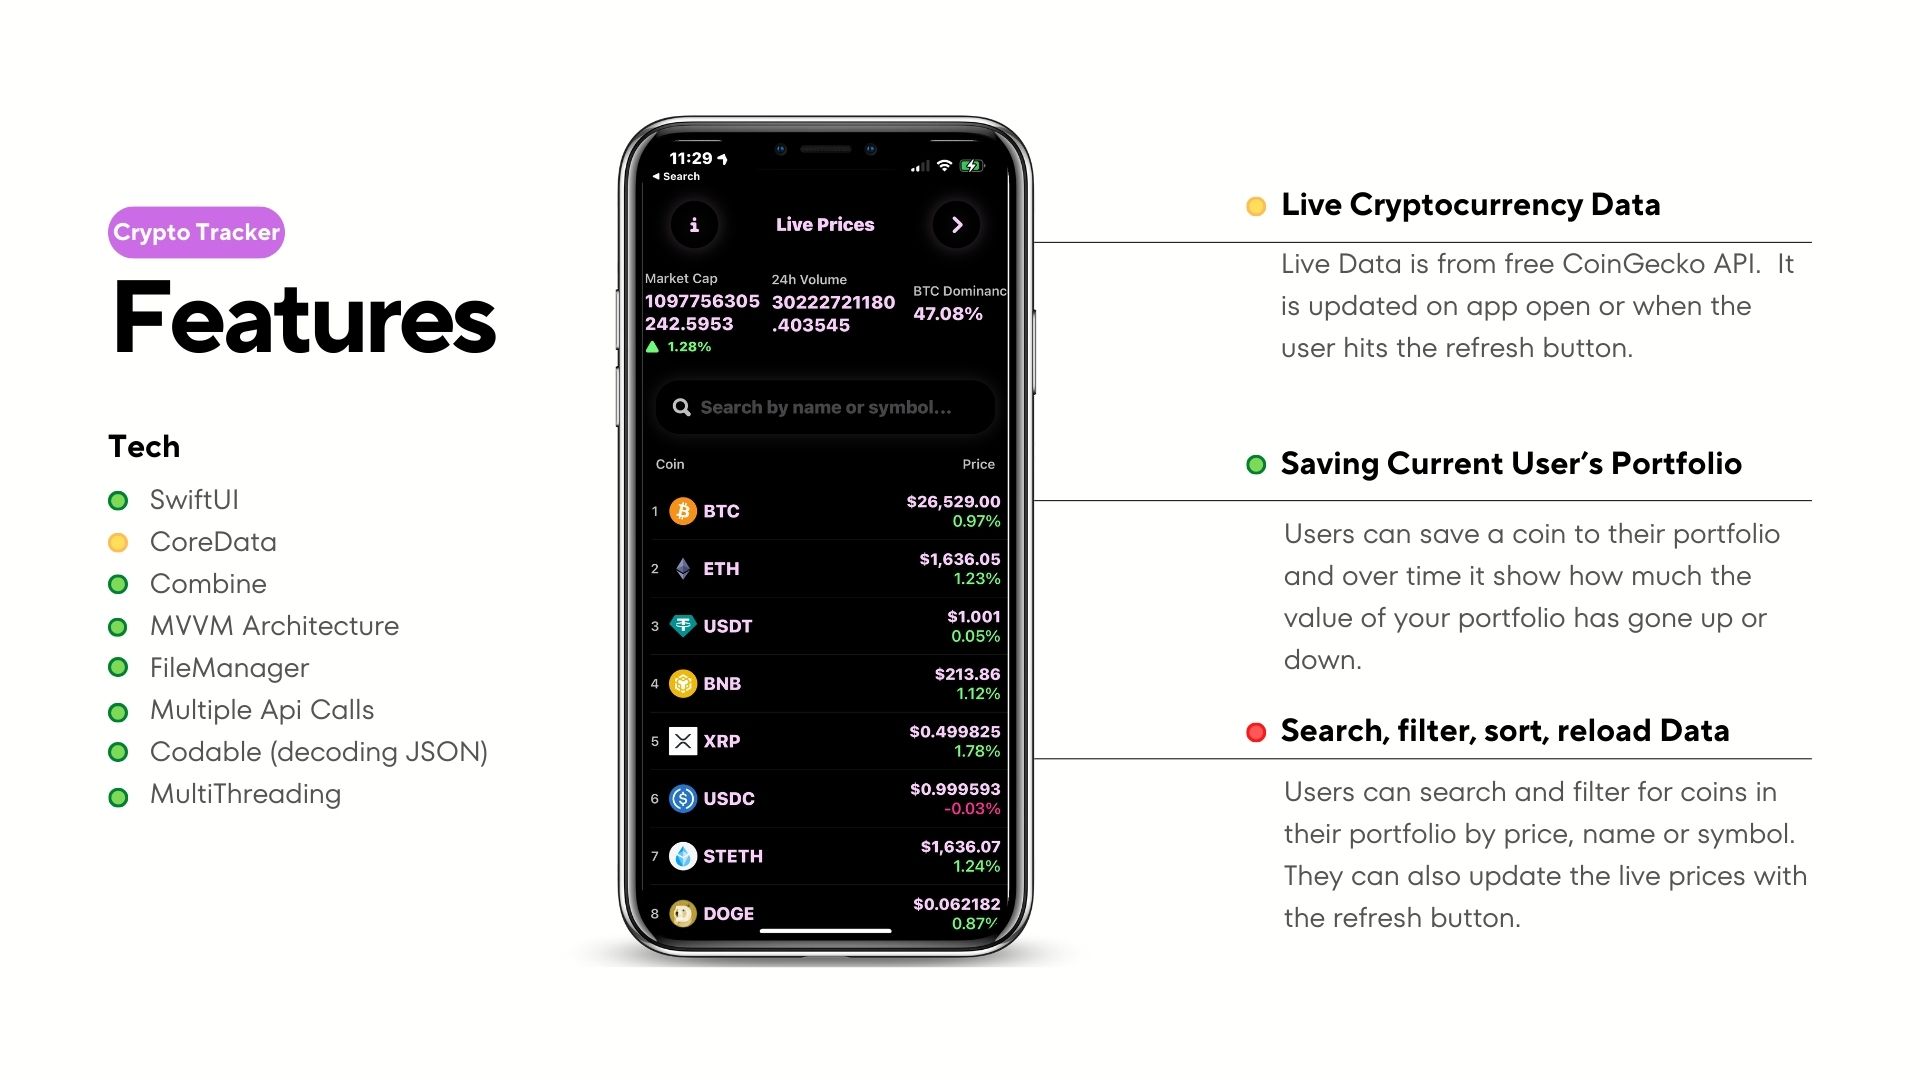 Crypto Tracker
Features
Tech
SwiftUI
CoreData
Combine
MVVM Architecture
FileManager
Multiple Api Calls
Codable (decoding JSON)
MultiThreading
11:29
◀ Search
i
Live Prices
Market Cap
1097756305
242.5953
1.28%
24h Volume
30222721180
.403545
BTC Dominanc
47.08%
Search by name or symbol...
Coin Price
1 BTC $26,529.00
0.97%
2 ETH $1,636.05
1.23%
3 USDT $1.001
0.05%
4 BNB $213.86
1.12%
5 XRP $0.499825
1.78%
6 USDC $0.999593
-0.03%
7 STETH $1,636.07
1.24%
8 DOGE $0.062182
0.87%
Live Cryptocurrency Data
Live Data is from free CoinGecko API.  It
is updated on app open or when the
user hits the refresh button.
Saving Current User’s Portfolio
Users can save a coin to their portfolio
and over time it show how much the
value of your portfolio has gone up or
down.
Search, filter, sort, reload Data
Users can search and filter for coins in
their portfolio by price, name or symbol.
They can also update the live prices with
the refresh button.